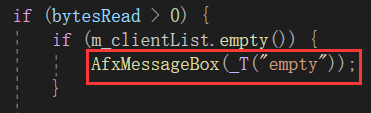 if (bytesRead > 0) {
if (m_clientList.empty()) {
AfxMessageBox(_T("empty"));
}